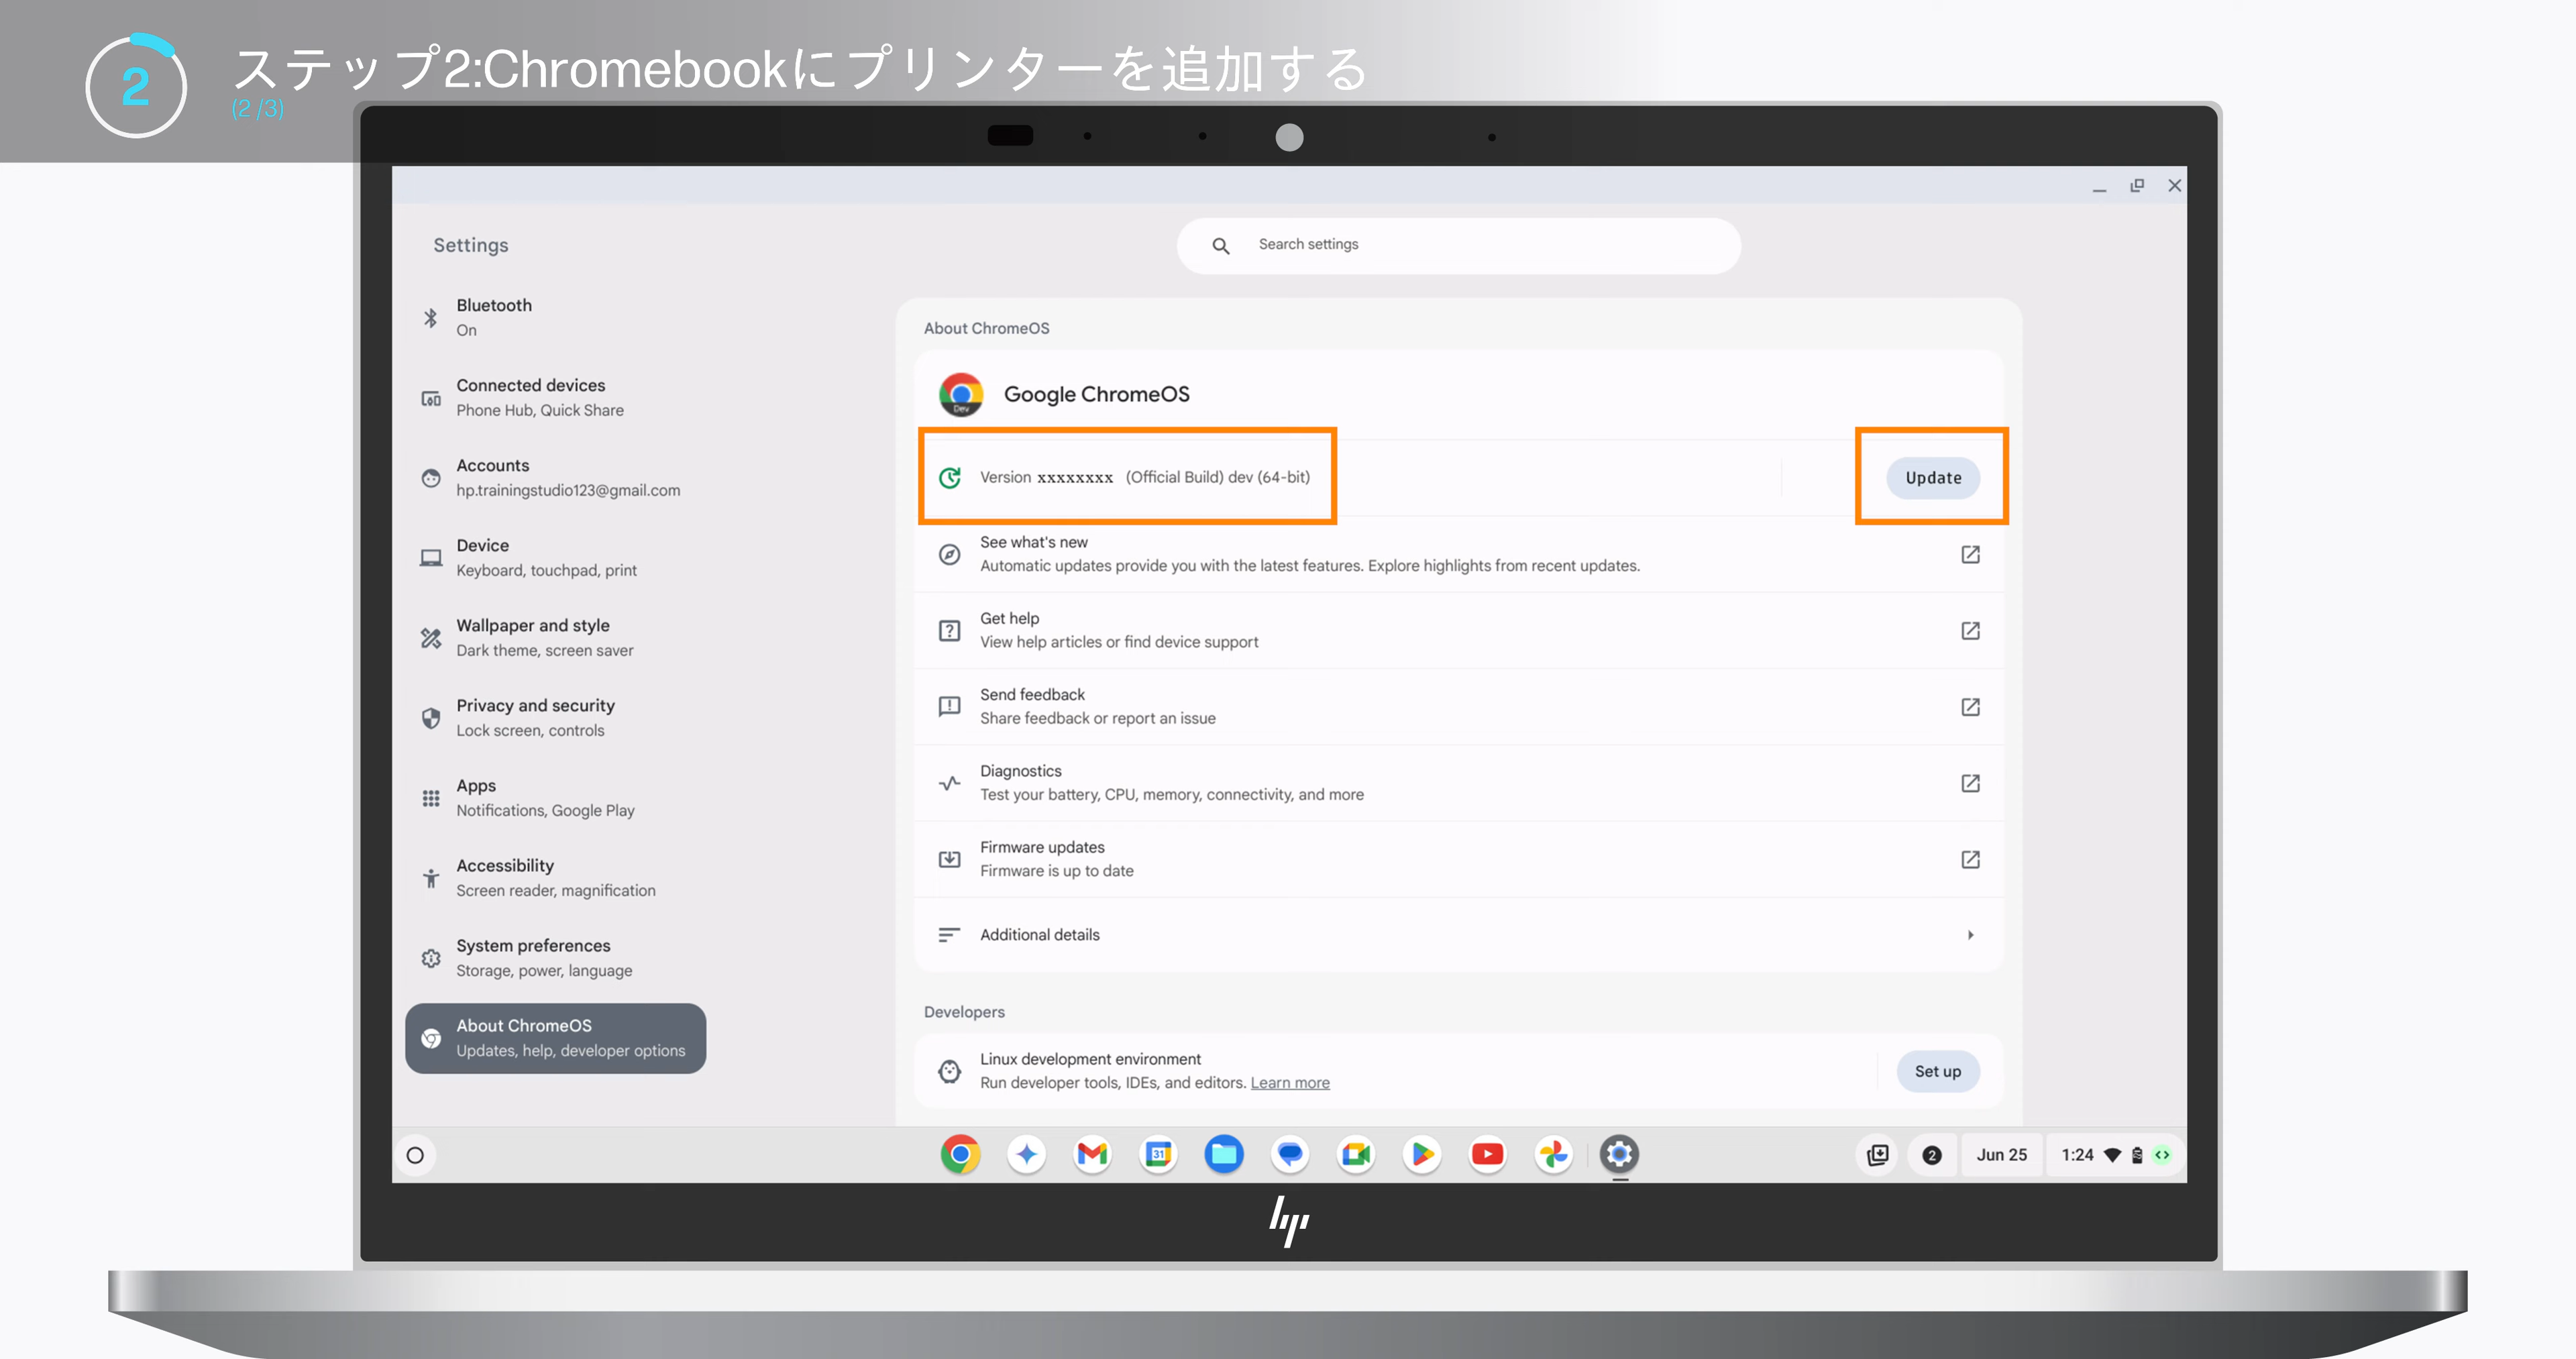 2
ステップ2:Chromebookにプリンターを追加する
(2 /3)
Settings
Search settings
Bluetooth
On
Connected devices
Phone Hub, Quick Share
Accounts
hp.trainingstudio123@gmail.com
Device
Keyboard, touchpad, print
Wallpaper and style
Dark theme, screen saver
Privacy and security
Lock screen, controls
Apps
Notifications, Google Play
Accessibility
Screen reader, magnification
System preferences
Storage, power, language
About ChromeOS
Updates, help, developer options
About ChromeOS
Dev
Google ChromeOS
Version xxxxxxxx (Official Build) dev (64-bit)
Update
See what's new
Automatic updates provide you with the latest features. Explore highlights from recent updates.
Get help
View help articles or find device support
Send feedback
Share feedback or report an issue
Diagnostics
Test your battery, CPU, memory, connectivity, and more
Firmware updates
Firmware is up to date
Additional details
Developers
Linux development environment
Run developer tools, IDEs, and editors. Learn more
Set up
31
2
Jun 25
1:24
hp